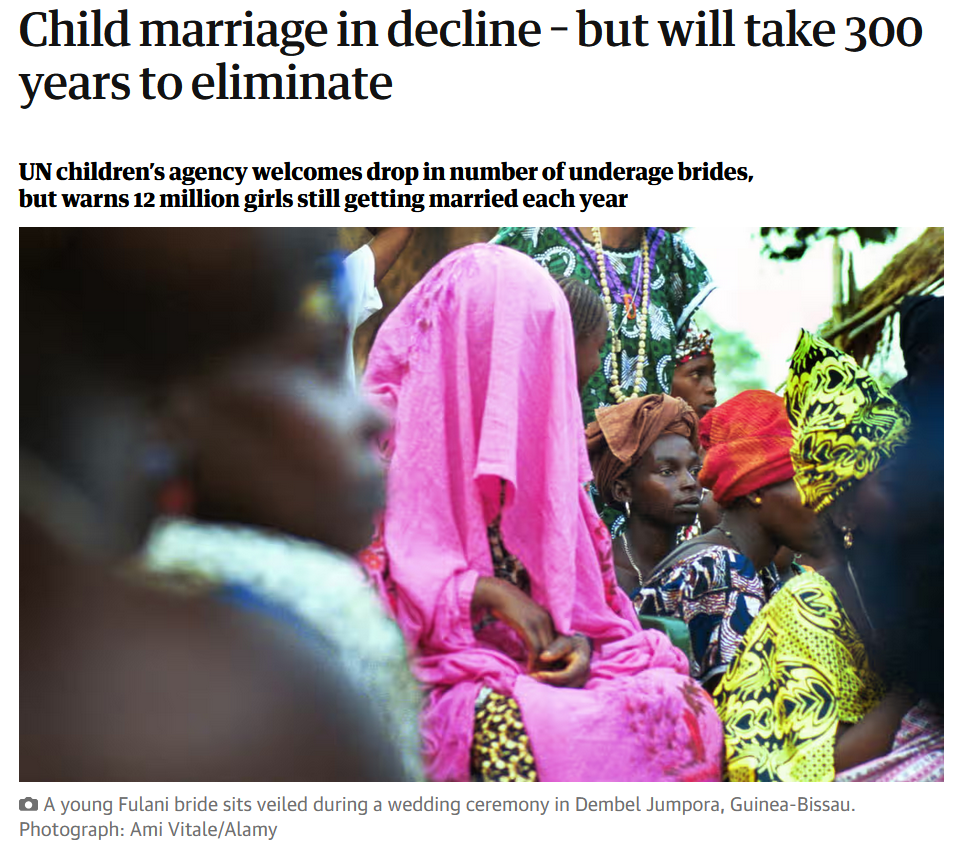 Child marriage in decline – but will take 300
years to eliminate
UN children’s agency welcomes drop in number of underage brides,
but warns 12 million girls still getting married each year
A young Fulani bride sits veiled during a wedding ceremony in Dembel Jumpora, Guinea-Bissau.
Photograph: Ami Vitale/Alamy